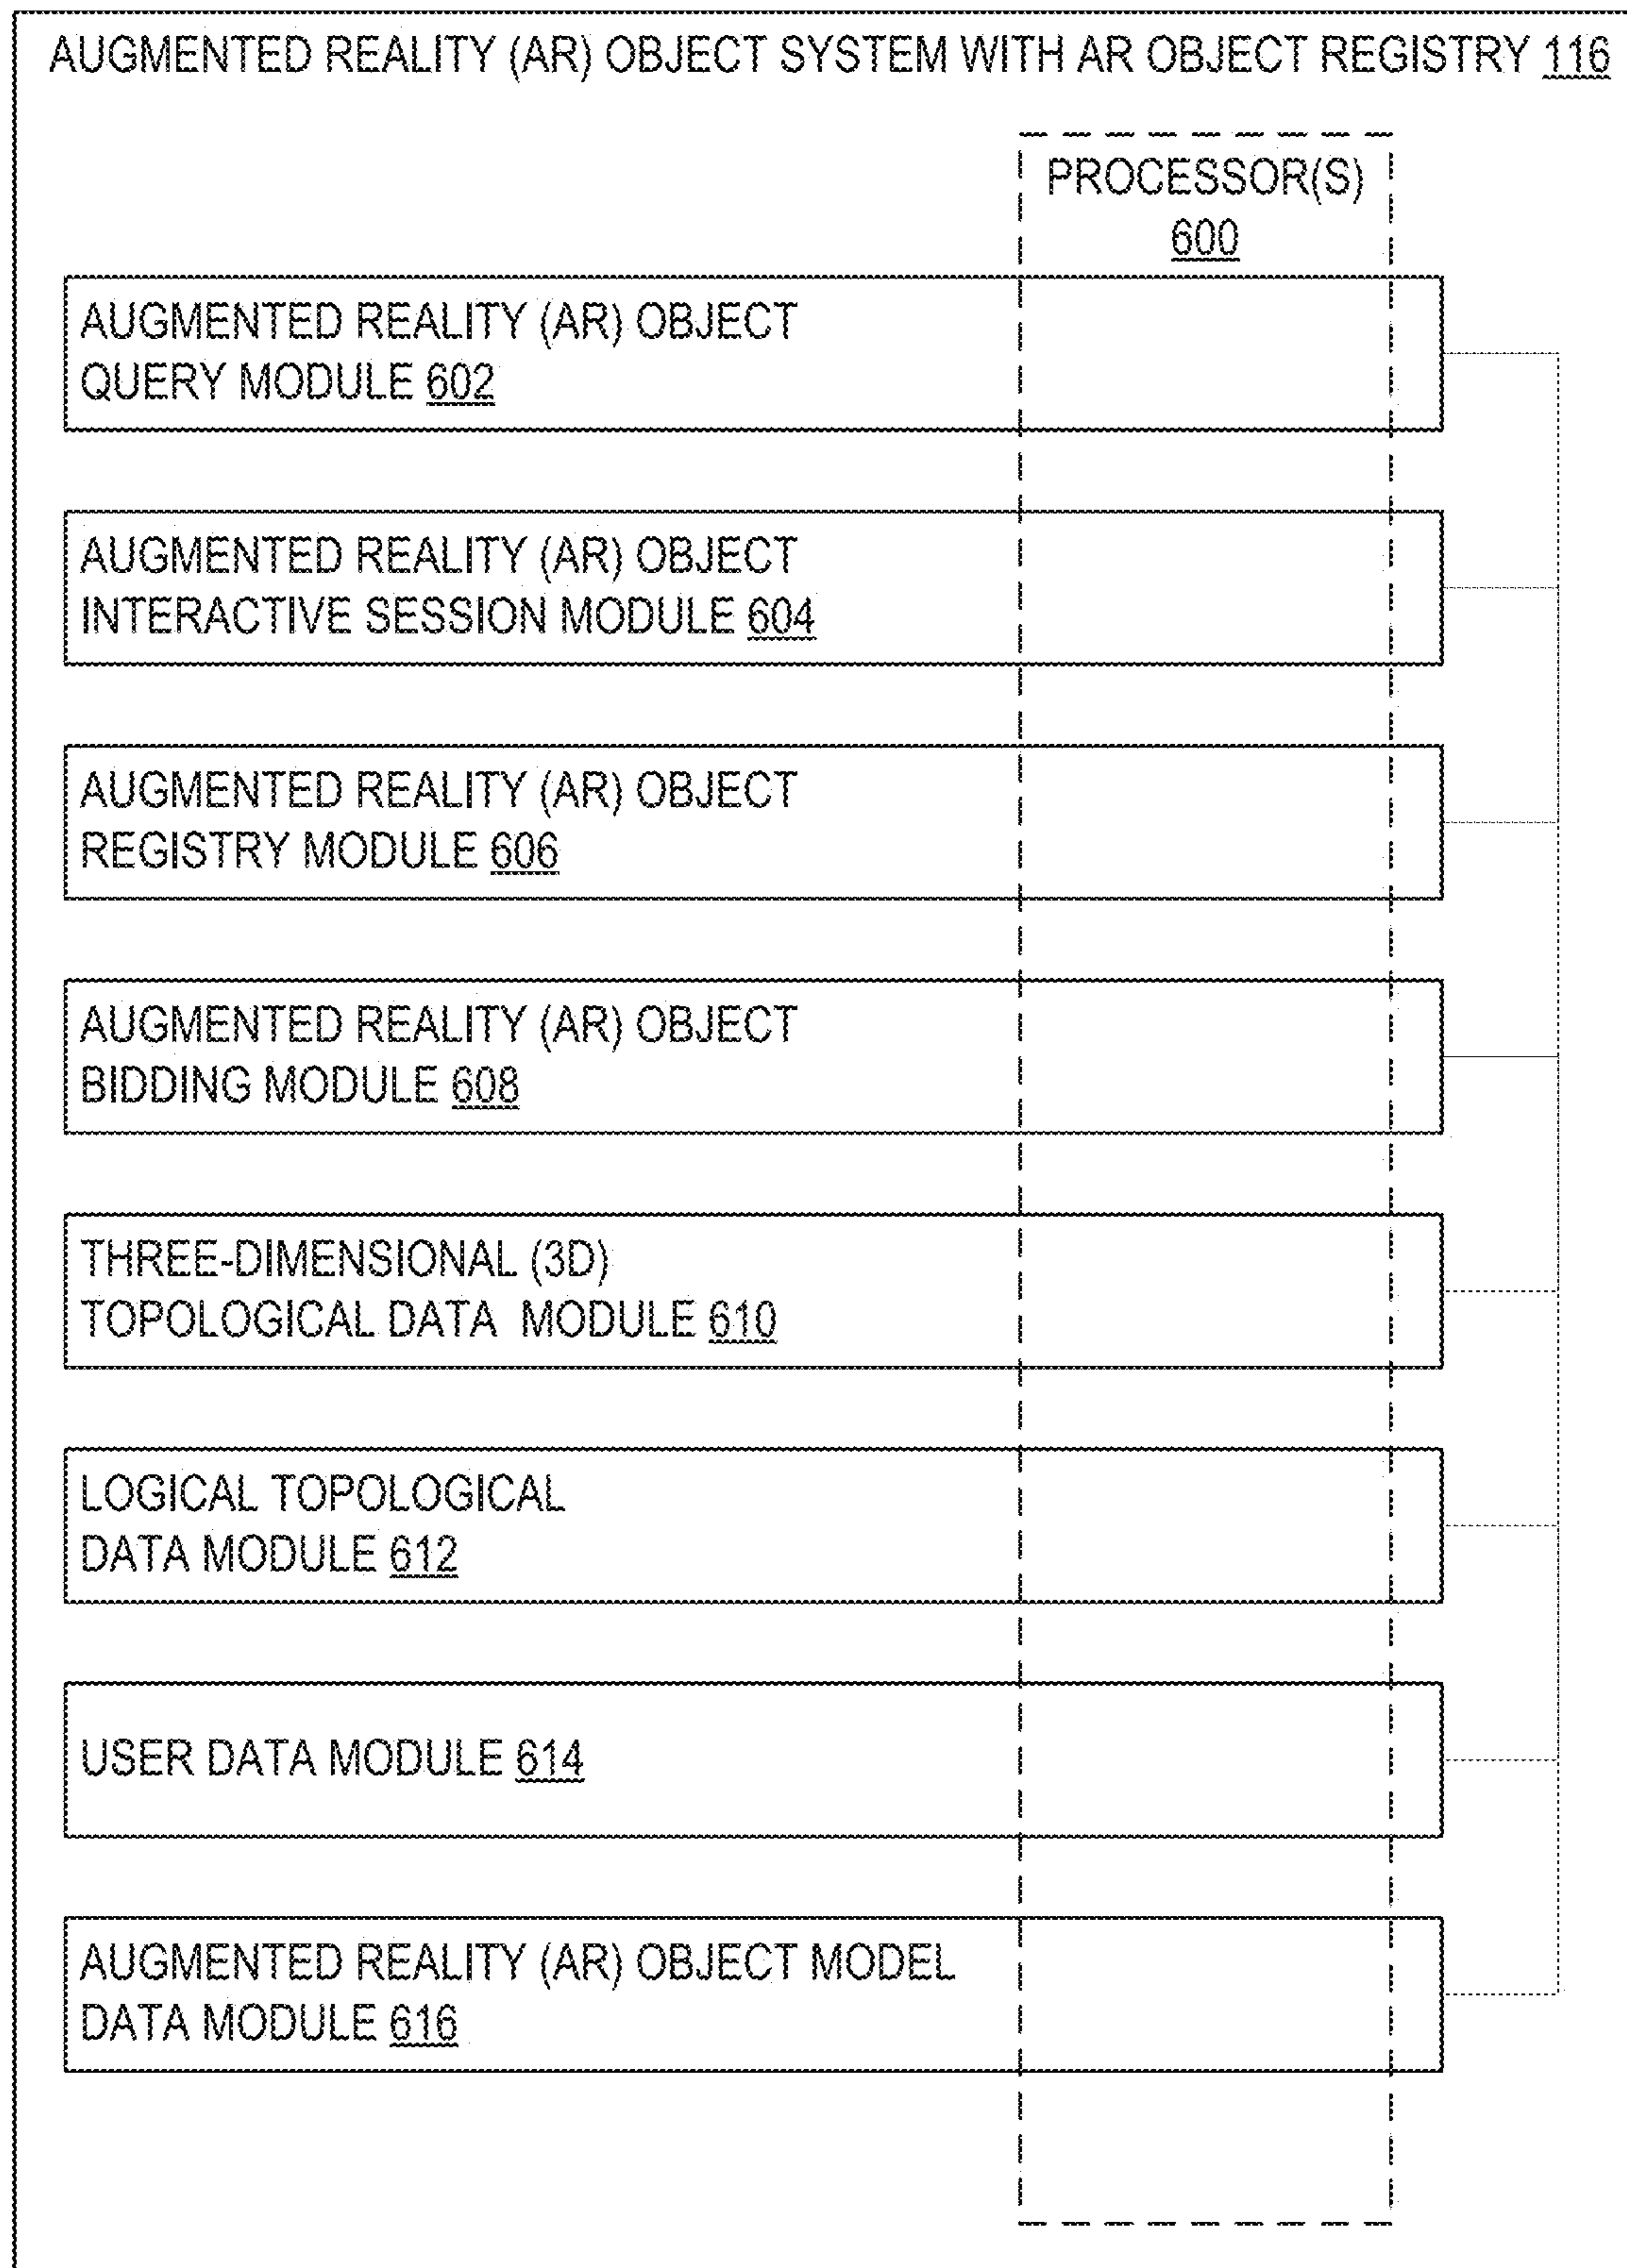 AUGMENTED REALITY (AR) OBJECT SYSTEM WITH AR OBJECT REGISTRY 116
PROCESSOR(S)
600
AUGMENTED REALITY (AR) OBJECT
QUERY MODULE 602
AUGMENTED REALITY (AR) OBJECT
INTERACTIVE SESSION MODULE 604
AUGMENTED REALITY (AR) OBJECT
REGISTRY MODULE 606
AUGMENTED REALITY (AR) OBJECT
BIDDING MODULE 608
THREE-DIMENSIONAL (3D)
TOPOLOGICAL DATA MODULE 610
LOGICAL TOPOLOGICAL
DATA MODULE 612
USER DATA MODULE 614
AUGMENTED REALITY (AR) OBJECT MODEL
DATA MODULE 616